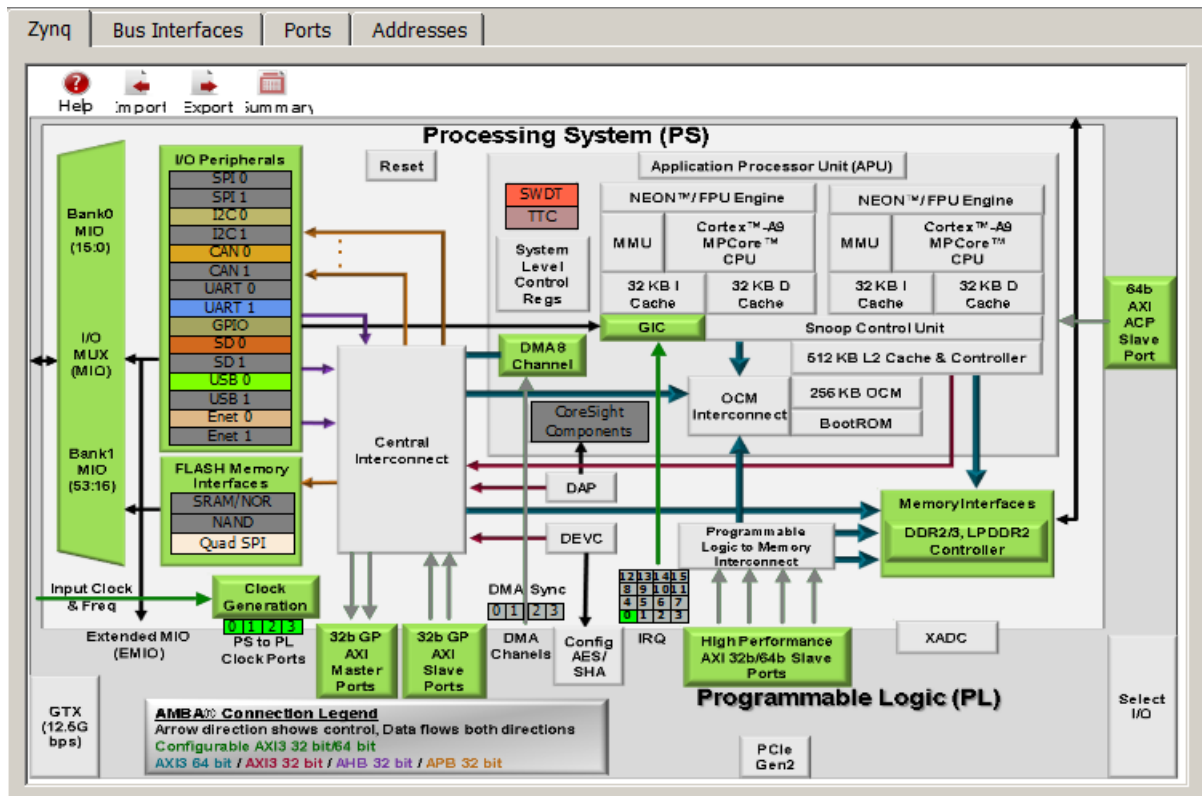 Zynq
Bus Interfaces
Ports
Addresses
Help
Import
Export
Summary
Processing System (PS)
I/O Peripherals
SPI 0
SPI 1
I2C 0
I2C 1
CAN 0
CAN 1
UART 0
UART 1
GPIO
SD 0
SD 1
USB 0
USB 1
Enet 0
Enet 1
Bank0
MIO
(15:0)
I/O
MUX
(MIO)
Bank1
MIO
(53:16)
FLASH Memory
Interfaces
SRAM/NOR
NAND
Quad SPI
Reset
Application Processor Unit (APU)
SWDT
TTC
System
Level
Control
Regs
NEON™/FPU Engine
MMU
Cortex™-A9
MPCore™
CPU
32 KB I
Cache
32 KB D
Cache
NEON™/FPU Engine
MMU
Cortex™-A9
MPCore™
CPU
32 KB I
Cache
32 KB D
Cache
GIC
Snoop Control Unit
DMA8
Channel
512 KB L2 Cache & Controller
OCM
Interconnect
256 KB OCM
BootROM
CoreSight
Components
Central
Interconnect
DAP
DEVC
64b
AXI
ACP
Slave
Port
Memory Interfaces
DDR2/3, LPDDR2
Controller
Programmable
Logic to Memory
Interconnect
Input Clock
& Freq
Clock
Generation
0 1 2 3
PS to PL
Clock Ports
Extended MIO
(EMIO)
32b GP
AXI
Master
Ports
32b GP
AXI
Slave
Ports
DMA Sync
0 1 2 3
DMA
Chanels
Config
AES/
SHA
12 13 14 15
8 9 10 11
4 5 6 7
0 1 2 3
IRQ
High Performance
AXI 32b/64b Slave
Ports
XADC
Programmable Logic (PL)
Select
I/O
GTX
(12.5G
bps)
AMBA® Connection Legend
Arrow direction shows control, Data flows both directions
Configurable AXI3 32 bit/64 bit
AXI3 64 bit / AXI3 32 bit / AHB 32 bit / APB 32 bit
PCIe
Gen2